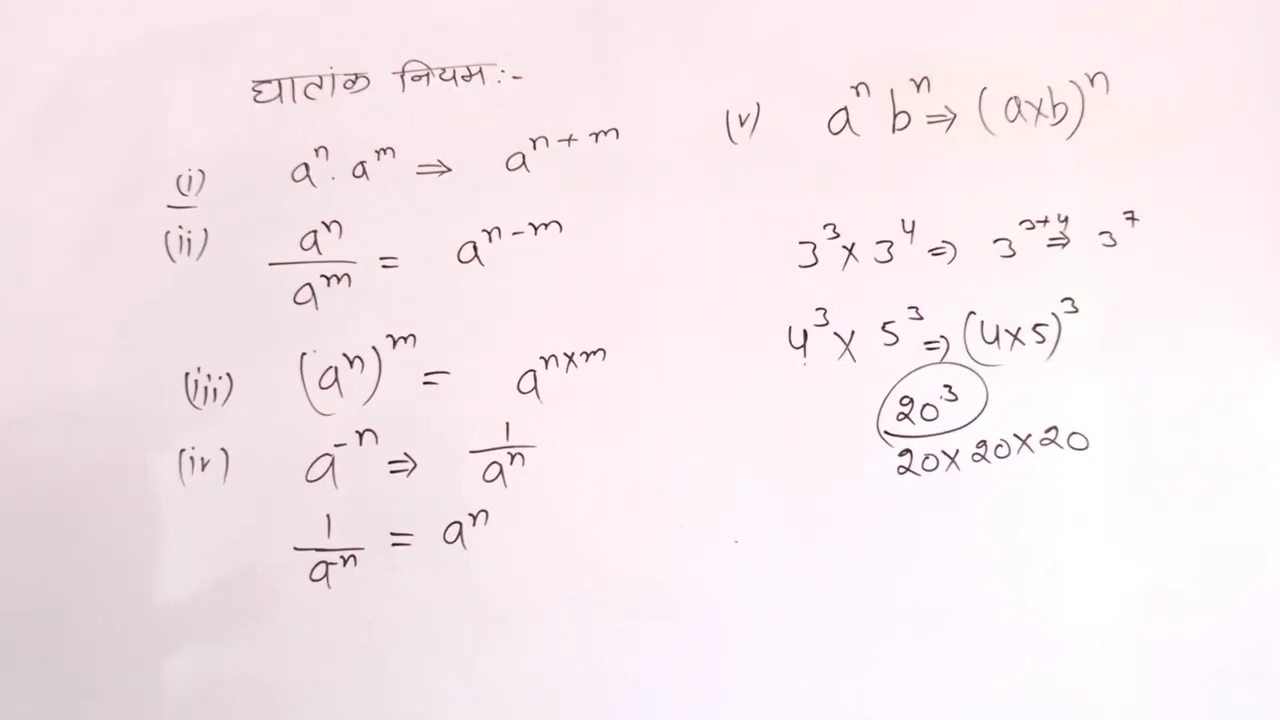 घातांक नियम :-
(i) aⁿ . aᵐ ⇒ aⁿ⁺ᵐ
(ii) aⁿ/aᵐ = aⁿ⁻ᵐ
(iii) (aⁿ)ᵐ = aⁿˣᵐ
(iv) a⁻ⁿ ⇒ 1/aⁿ
1/a⁻ⁿ = aⁿ
(v) aⁿ bⁿ ⇒ (a×b)ⁿ
3³ × 3⁴ ⇒ 3³⁺⁴ ⇒ 3⁷
4³ × 5³ ⇒ (4×5)³
20³
20×20×20